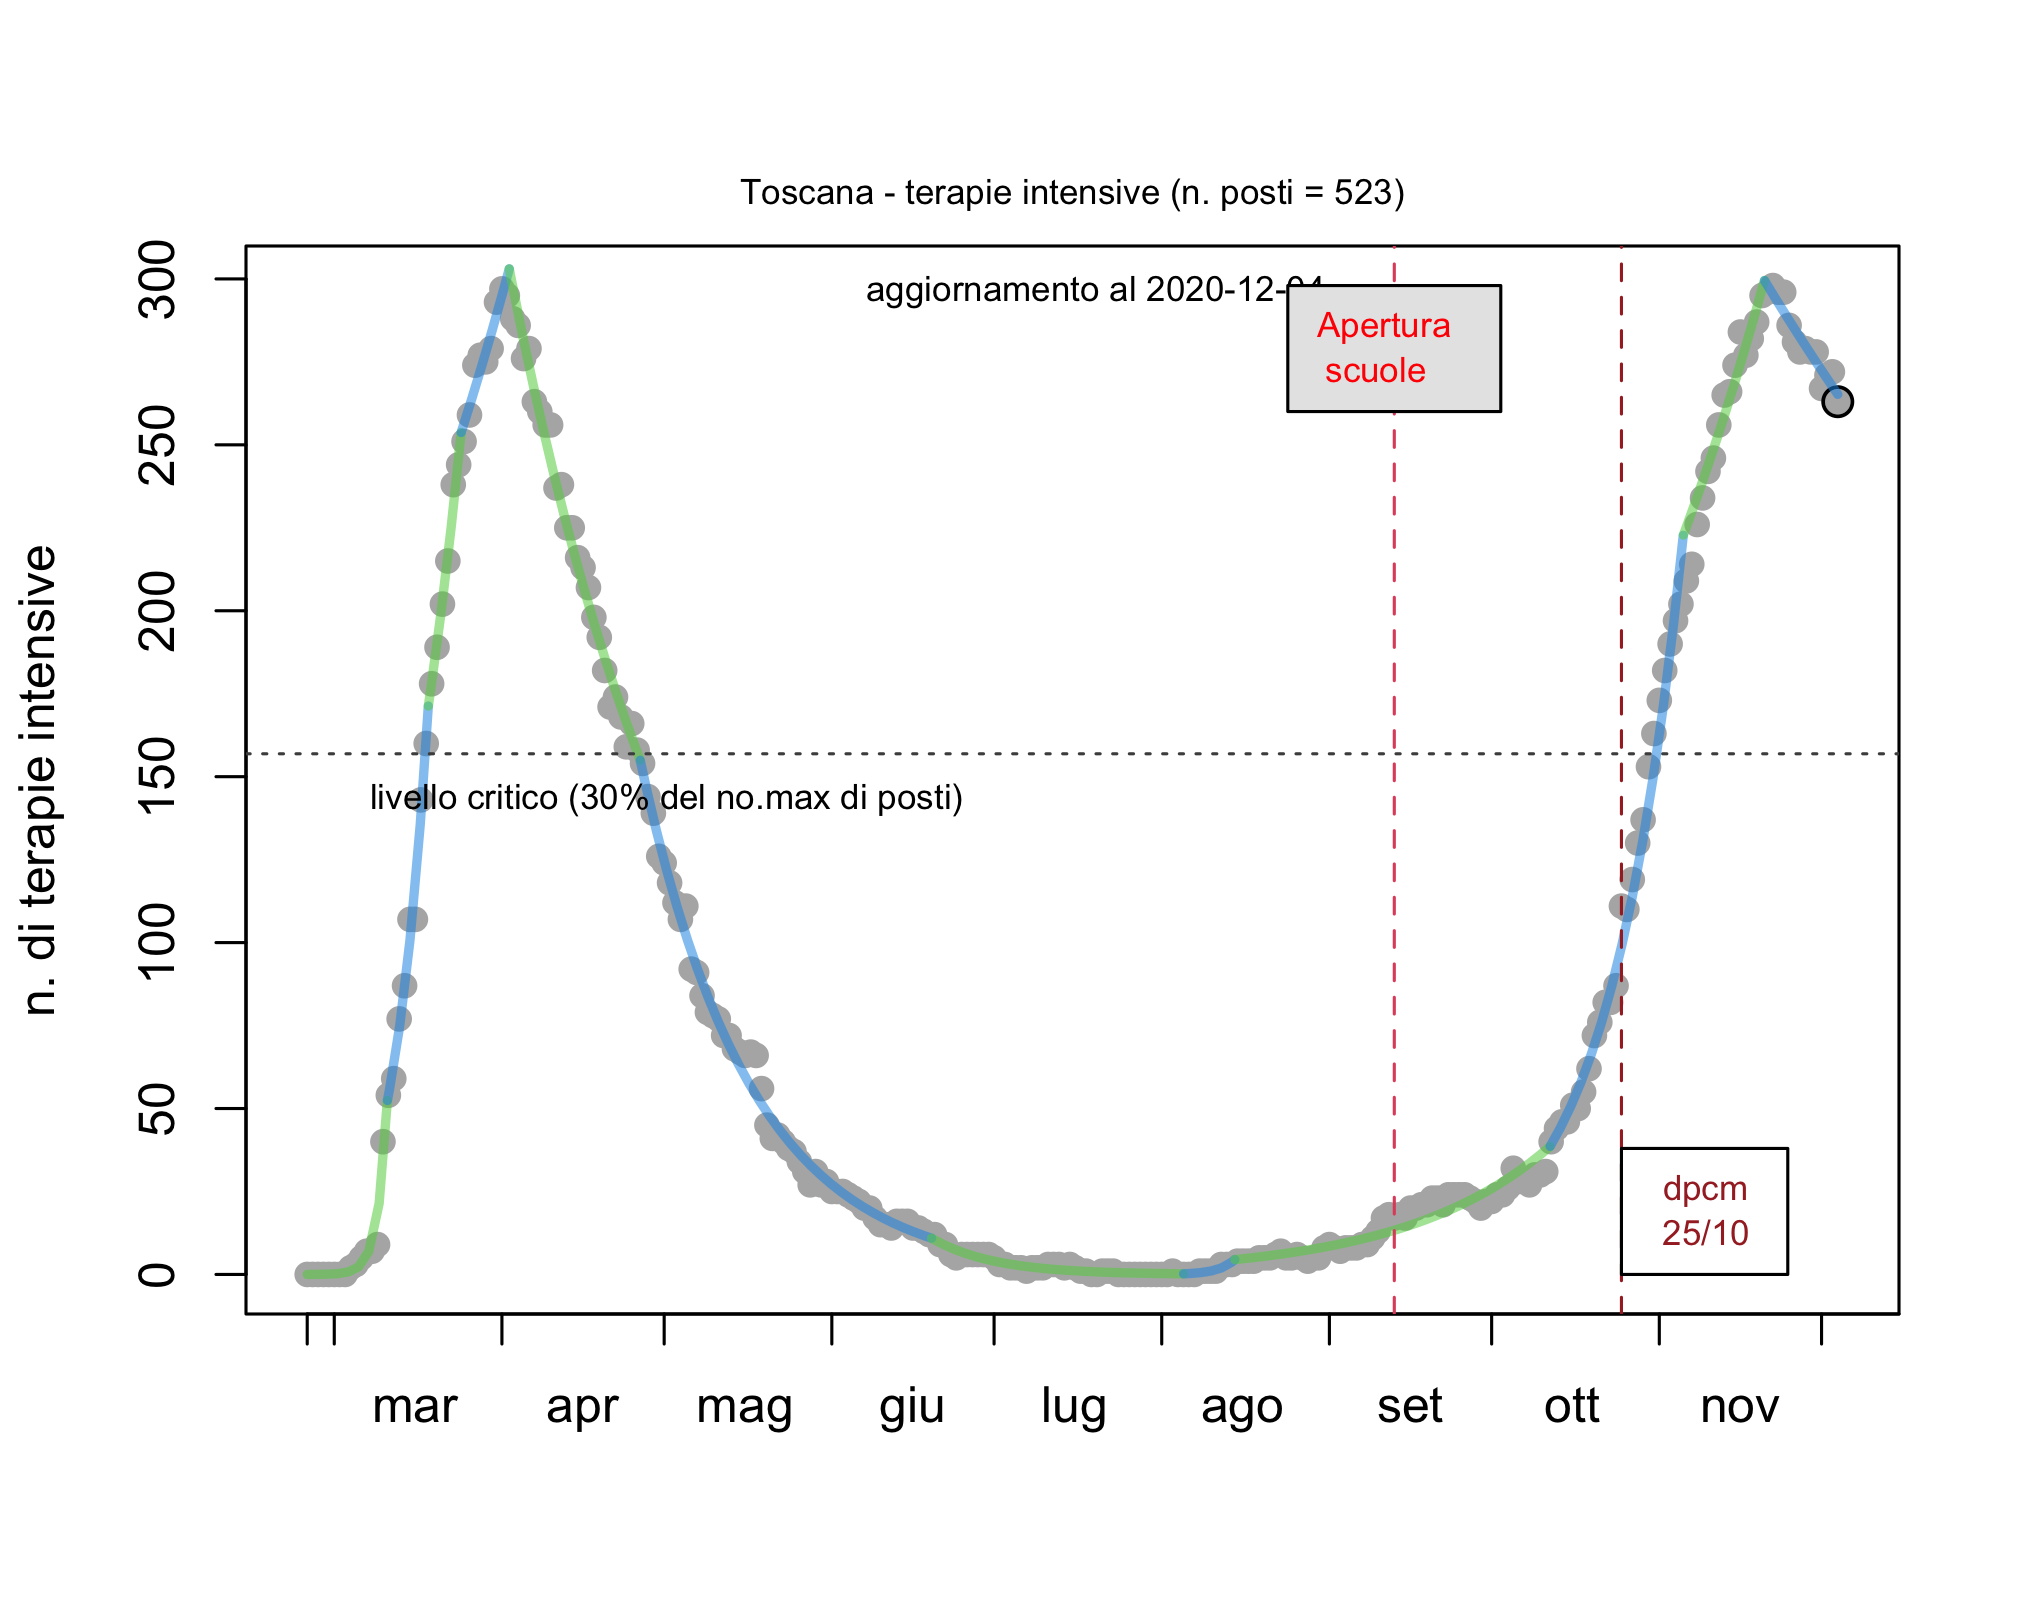 Toscana - terapie intensive (n. posti = 523)
aggiornamento al 2020-12-04
Apertura
scuole
livello critico (30% del no.max di posti)
dpcm
25/10
n. di terapie intensive
300
250
200
150
100
50
0
mar apr mag giu lug ago set ott nov